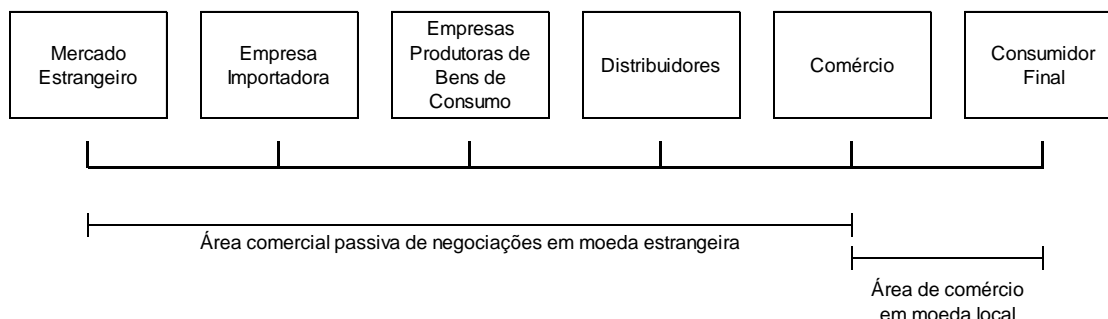 Mercado
Estrangeiro
Empresa
Importadora
Empresas
Produtoras de
Bens de
Consumo
Distribuidores
Comércio
Consumidor
Final
Área comercial passiva de negociações em moeda estrangeira
Área de comércio
em moeda local